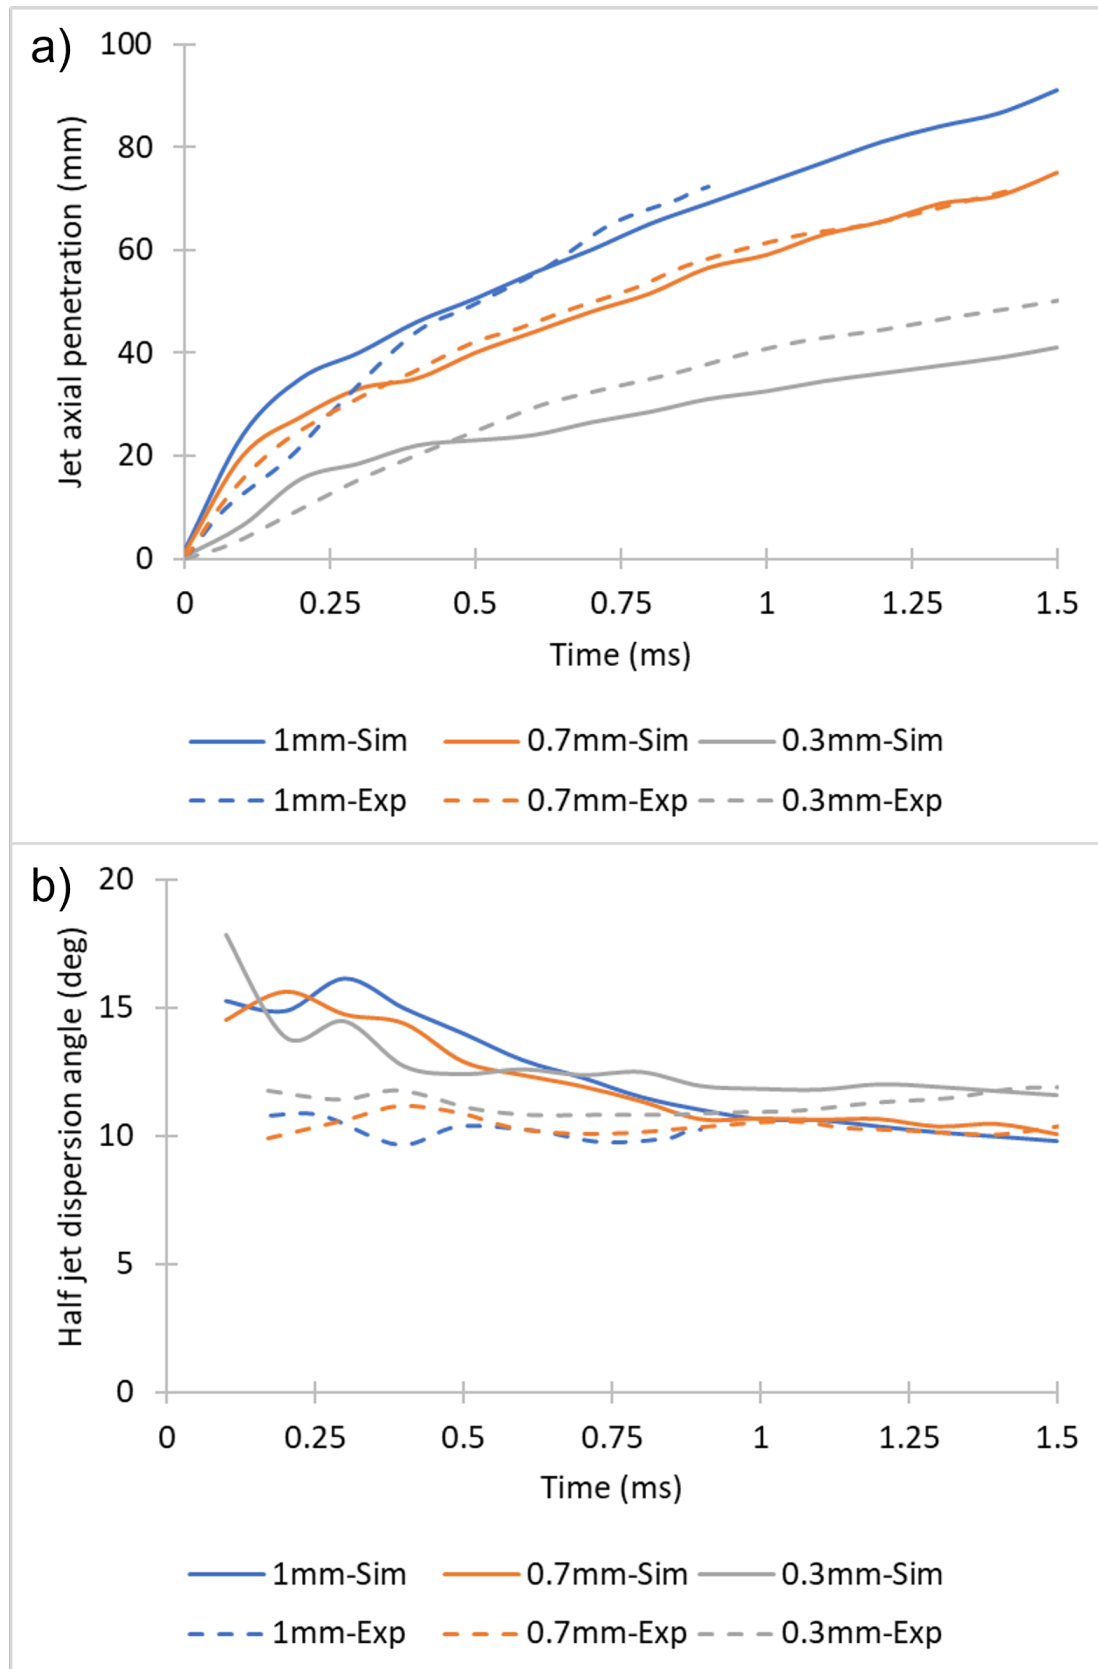 a)
100
80
60
40
20
0
Jet axial penetration (mm)
0 0.25 0.5 0.75 1 1.25 1.5
Time (ms)
1mm-Sim 0.7mm-Sim 0.3mm-Sim
1mm-Exp 0.7mm-Exp 0.3mm-Exp
b)
20
15
10
5
0
Half jet dispersion angle (deg)
0 0.25 0.5 0.75 1 1.25 1.5
Time (ms)
1mm-Sim 0.7mm-Sim 0.3mm-Sim
1mm-Exp 0.7mm-Exp 0.3mm-Exp